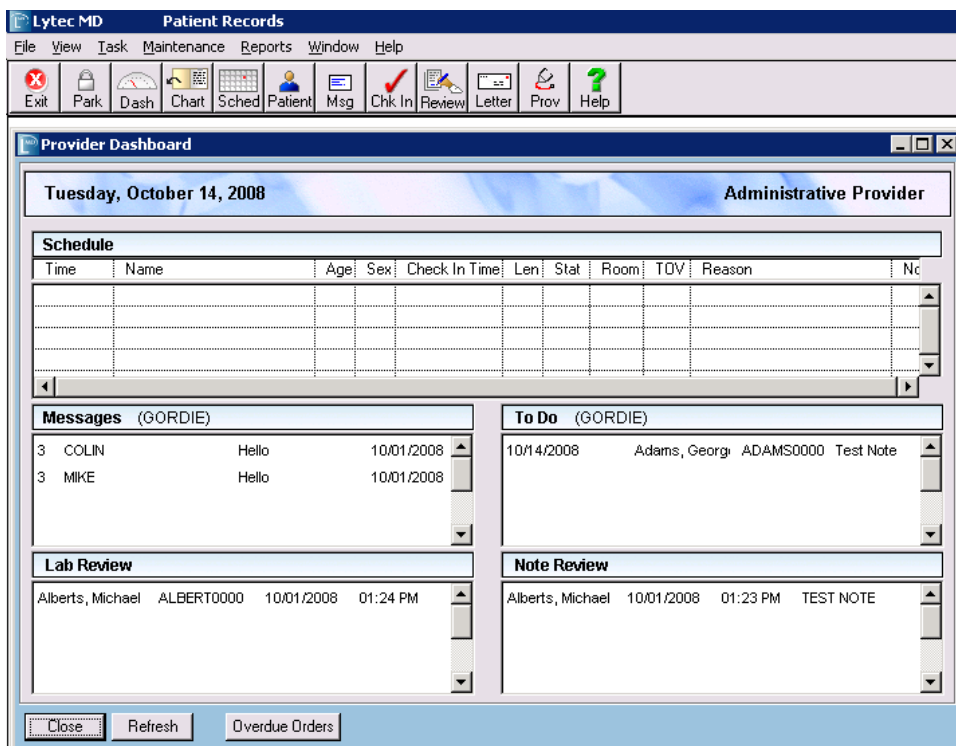 Lytec MD Patient Records
File View Task Maintenance Reports Window Help
Exit Park Dash Chart Sched Patient Msg Chk In Review Letter Prov Help
MD Provider Dashboard
Tuesday, October 14, 2008 Administrative Provider
Schedule
Time Name Age Sex Check In Time Len Stat Room TOV Reason Nc
Messages (GORDIE) To Do (GORDIE)
3 COLIN Hello 10/01/2008 10/14/2008 Adams, Georg ADAMS0000 Test Note
3 MIKE Hello 10/01/2008
Lab Review Note Review
Alberts, Michael ALBERT0000 10/01/2008 01:24 PM Alberts, Michael 10/01/2008 01:23 PM TEST NOTE
Close Refresh Overdue Orders